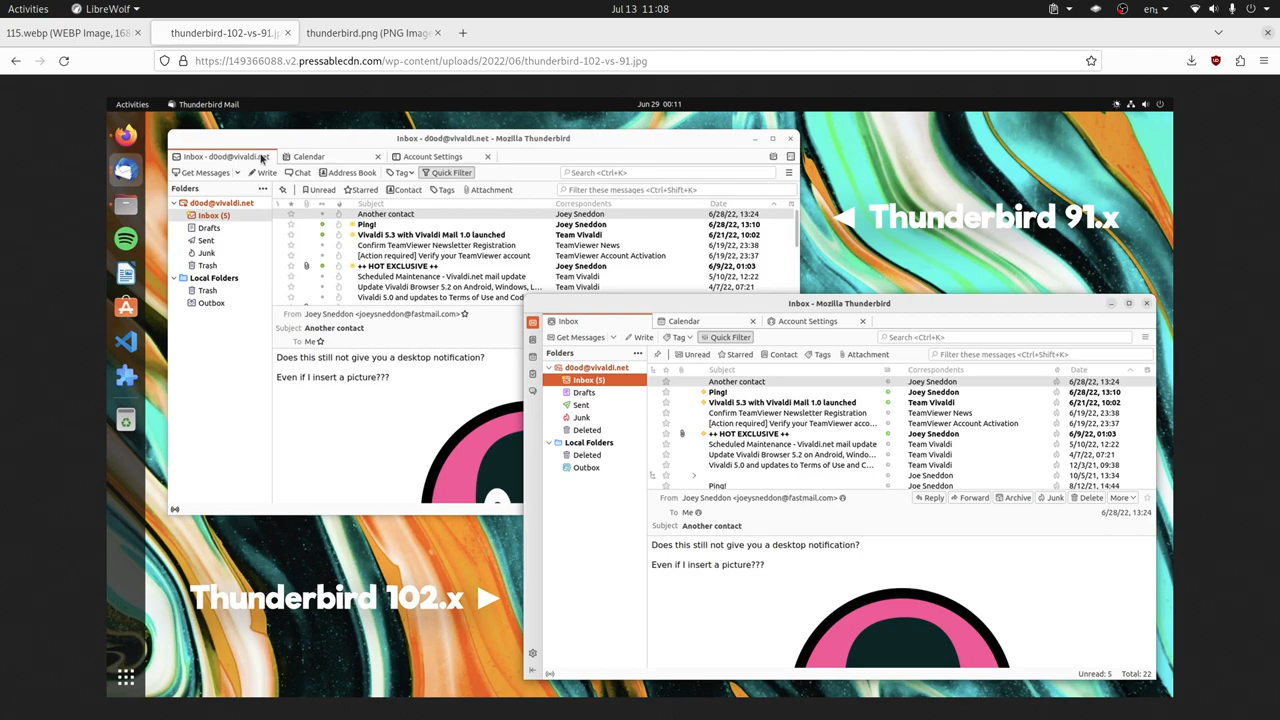 Activities LibreWolf Jul 13 11:08 en1
115.webp (WEBP Image, 168 thunderbird-102-vs-91.jp thunderbird.png (PNG Image
https://149366088.v2.pressablecdn.com/wp-content/uploads/2022/06/thunderbird-102-vs-91.jpg
Activities Thunderbird Mail Jun 29 00:11
Inbox - d0od@vivaldi.net - Mozilla Thunderbird
Inbox - d0od@vivaldi.net Calendar Account Settings
Get Messages Write Chat Address Book Tag Quick Filter Search <Ctrl+K>
Folders Unread Starred Contact Tags Attachment Filter these messages <Ctrl+Shift+K>
d0od@vivaldi.net
Inbox (5)
Drafts
Sent
Junk
Trash
Local Folders
Trash
Outbox
Subject Correspondents Date
Another contact Joey Sneddon 6/28/22, 13:24
Ping! Joey Sneddon 6/28/22, 13:10
Vivaldi 5.3 with Vivaldi Mail 1.0 launched Team Vivaldi 6/21/22, 10:02
Confirm TeamViewer Newsletter Registration TeamViewer News 6/19/22, 23:38
[Action required] Verify your TeamViewer account TeamViewer Account Activation 6/19/22, 23:37
++ HOT EXCLUSIVE ++ Joey Sneddon 6/9/22, 01:03
Scheduled Maintenance - Vivaldi.net mail update Team Vivaldi 5/10/22, 12:22
Update Vivaldi Browser 5.2 on Android, Windows, L... Team Vivaldi 4/7/22, 07:21
Vivaldi 5.0 and updates to Terms of Use and Cod
From Joey Sneddon <joeysneddon@fastmail.com>
Subject Another contact
To Me
Does this still not give you a desktop notification?
Even if I insert a picture???
◀ Thunderbird 91.x
Thunderbird 102.x ▶
Inbox - Mozilla Thunderbird
Inbox Calendar Account Settings
Get Messages Write Tag Quick Filter Search <Ctrl+K>
Folders Unread Starred Contact Tags Attachment Filter these messages <Ctrl+Shift+K>
d0od@vivaldi.net
Inbox (5)
Drafts
Sent
Junk
Deleted
Local Folders
Deleted
Outbox
Subject Correspondents Date
Another contact Joey Sneddon 6/28/22, 13:24
Ping! Joey Sneddon 6/28/22, 13:10
Vivaldi 5.3 with Vivaldi Mail 1.0 launched Team Vivaldi 6/21/22, 10:02
Confirm TeamViewer Newsletter Registration TeamViewer News 6/19/22, 23:38
[Action required] Verify your TeamViewer acco... TeamViewer Account Activation 6/19/22, 23:37
++ HOT EXCLUSIVE ++ Joey Sneddon 6/9/22, 01:03
Scheduled Maintenance - Vivaldi.net mail update Team Vivaldi 5/10/22, 12:22
Update Vivaldi Browser 5.2 on Android, Windo... Team Vivaldi 4/7/22, 07:21
Vivaldi 5.0 and updates to Terms of Use and C... Team Vivaldi 12/3/21, 09:38
Joe Sneddon 10/5/21, 13:34
Ping! Joe Sneddon 8/12/21, 14:44
From Joey Sneddon <joeysneddon@fastmail.com> Reply Forward Archive Junk Delete More
To Me 6/28/22, 13:24
Subject Another contact
Does this still not give you a desktop notification?
Even if I insert a picture???
Unread: 5 Total: 22